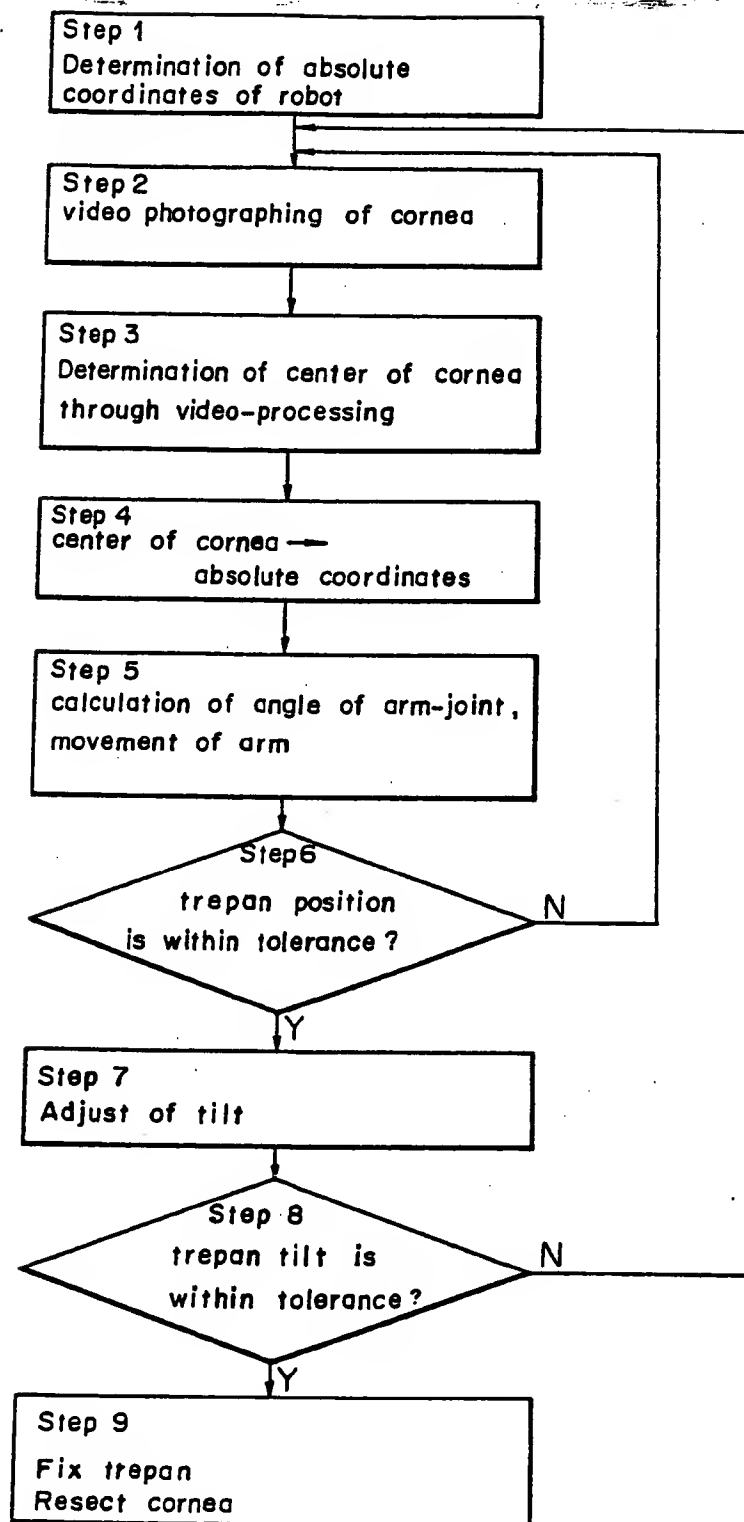 Step 1
Determination of absolute
coordinates of robot
Step 2
video photographing of cornea
Step 3
Determination of center of cornea
through video-processing
Step 4
center of cornea →
absolute coordinates
Step 5
calculation of angle of arm-joint,
movement of arm
Step6
trepan position
is within tolerance?
N
Y
Step 7
Adjust of tilt
Step 8
trepan tilt is
within tolerance?
N
Y
Step 9
Fix trepan
Resect cornea